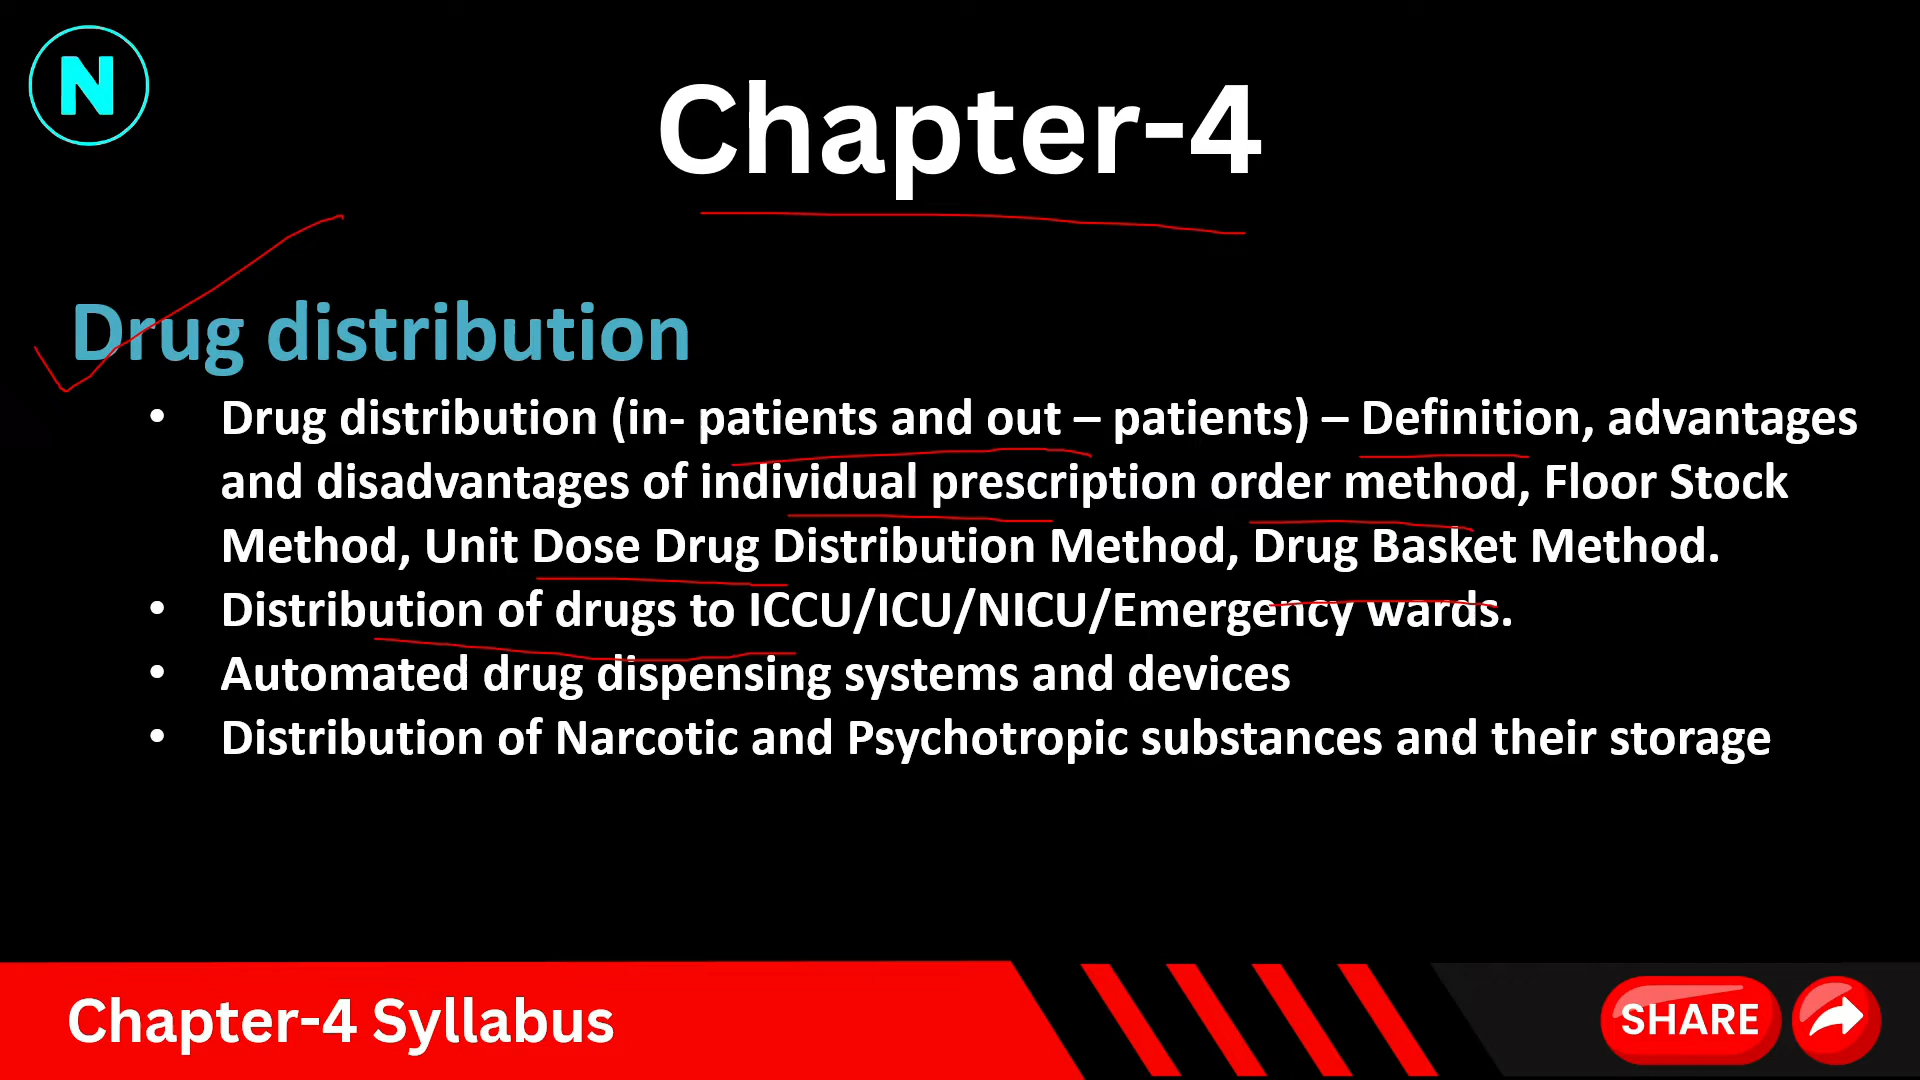 N
Chapter-4
Drug distribution
• Drug distribution (in- patients and out – patients) – Definition, advantages
and disadvantages of individual prescription order method, Floor Stock
Method, Unit Dose Drug Distribution Method, Drug Basket Method.
• Distribution of drugs to ICCU/ICU/NICU/Emergency wards.
• Automated drug dispensing systems and devices
• Distribution of Narcotic and Psychotropic substances and their storage
Chapter-4 Syllabus
SHARE